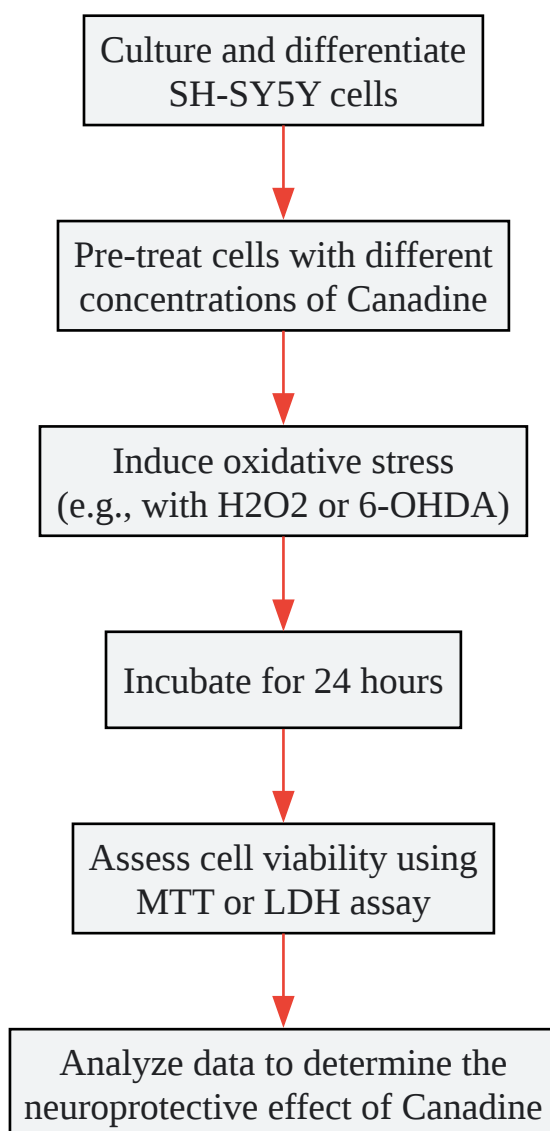 Culture and differentiate
SH-SY5Y cells
Pre-treat cells with different
concentrations of Canadine
Induce oxidative stress
(e.g., with H2O2 or 6-OHDA)
Incubate for 24 hours
Assess cell viability using
MTT or LDH assay
Analyze data to determine the
neuroprotective effect of Canadine